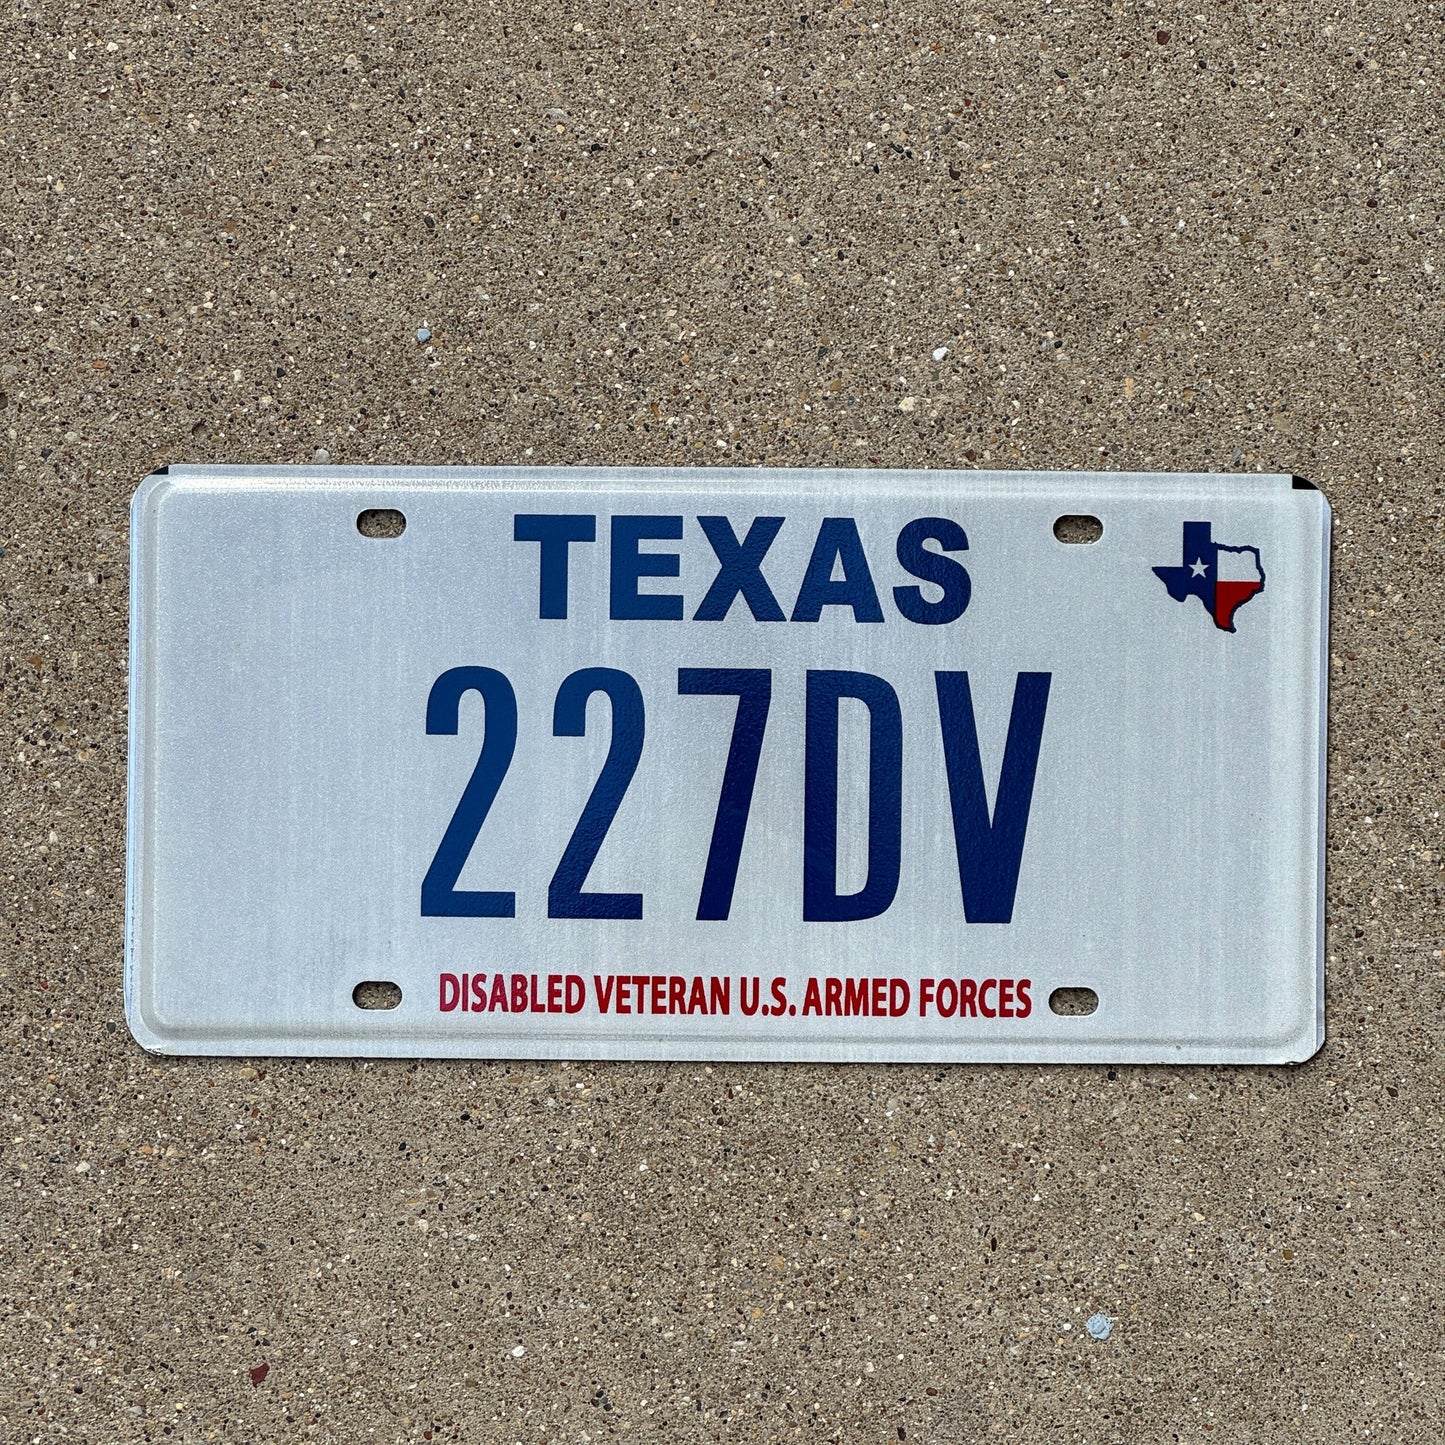 TEXAS
227DV
DISABLED VETERAN U.S. ARMED FORCES